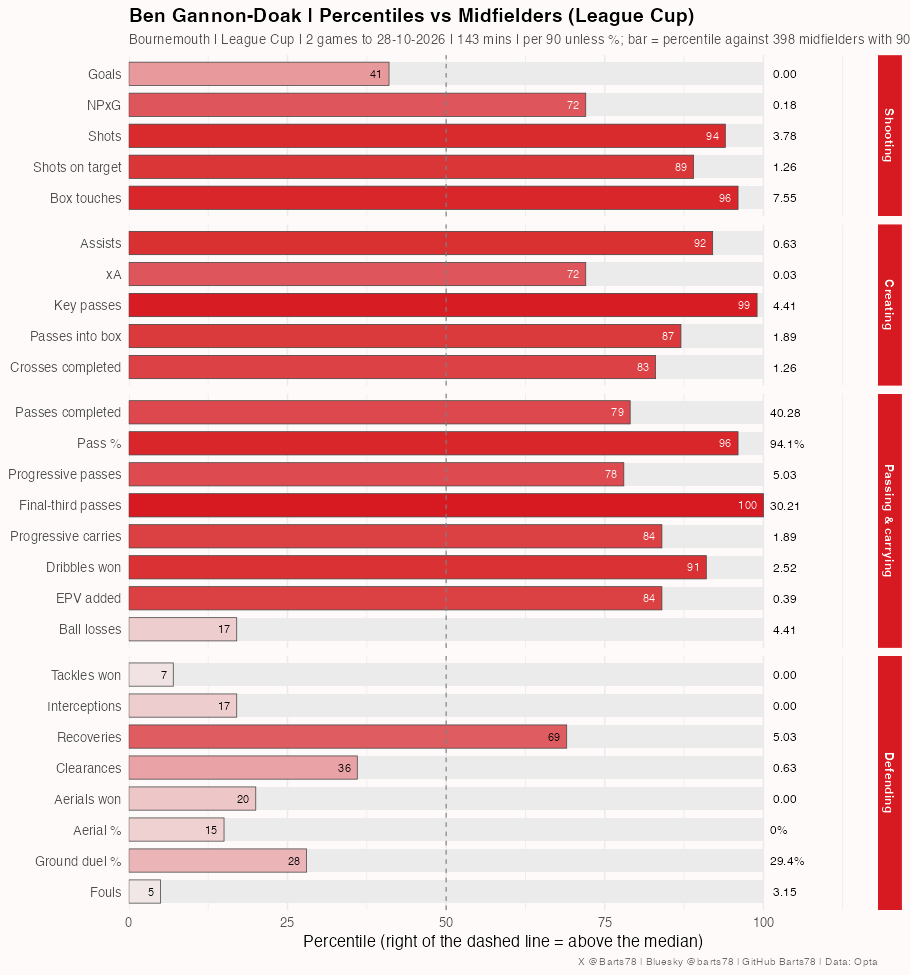 Ben Gannon-Doak | Percentiles vs Midfielders (League Cup)
Bournemouth | League Cup | 2 games to 28-10-2026 | 143 mins | per 90 unless %; bar = percentile against 398 midfielders with 90
Goals 41 0.00
NPxG 72 0.18
Shots 94 3.78
Shots on target 89 1.26
Box touches 96 7.55
Shooting
Assists 92 0.63
xA 72 0.03
Key passes 99 4.41
Passes into box 87 1.89
Crosses completed 83 1.26
Creating
Passes completed 79 40.28
Pass % 96 94.1%
Progressive passes 78 5.03
Final-third passes 100 30.21
Progressive carries 84 1.89
Dribbles won 91 2.52
EPV added 84 0.39
Ball losses 17 4.41
Passing & carrying
Tackles won 7 0.00
Interceptions 17 0.00
Recoveries 69 5.03
Clearances 36 0.63
Aerials won 20 0.00
Aerial % 15 0%
Ground duel % 28 29.4%
Fouls 5 3.15
Defending
0 25 50 75 100
Percentile (right of the dashed line = above the median)
X @Barts78 | Bluesky @barts78 | GitHub Barts78 | Data: Opta